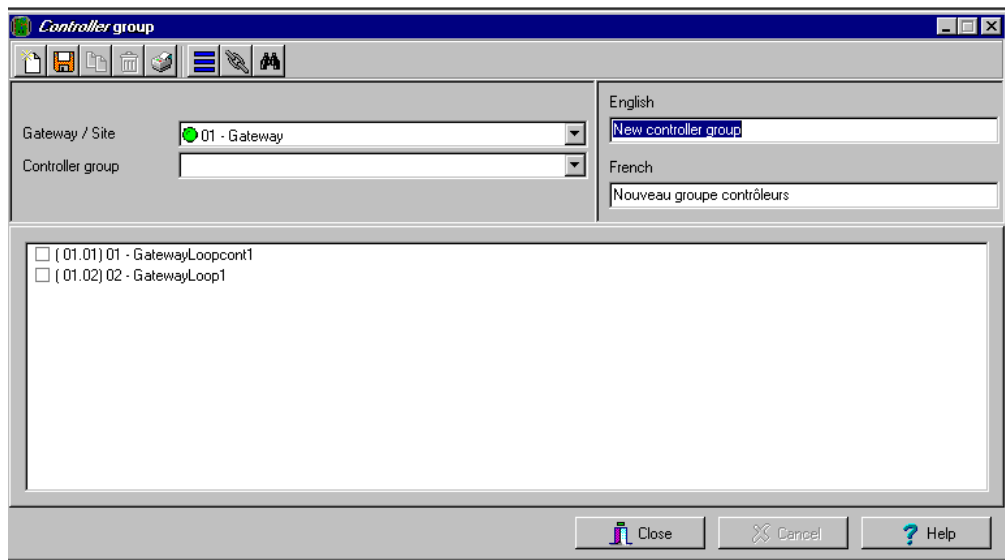 Controller group
English
Gateway / Site
01 - Gateway
New controller group
Controller group
French
Nouveau groupe contrôleurs
( 01.01) 01 - GatewayLoopcont1
( 01.02) 02 - GatewayLoop1
Close
Cancel
? Help